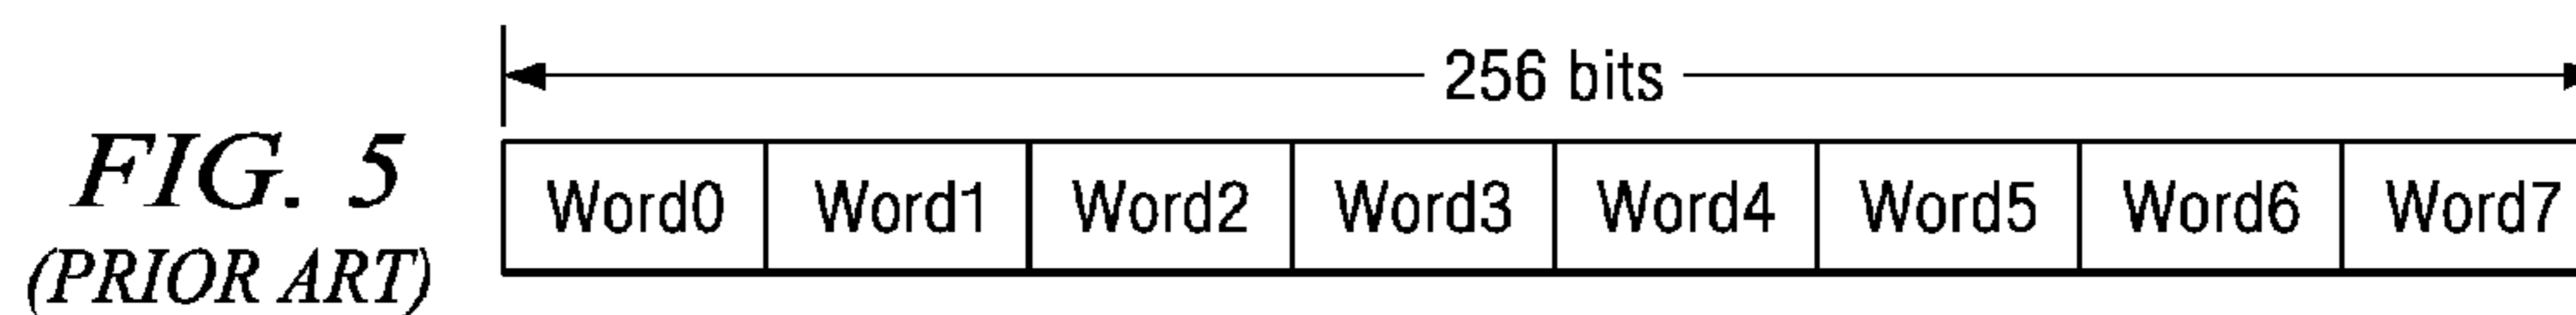 256 bits
FIG. 5
Word0 Word1 Word2 Word3 Word4 Word5 Word6 Word7
(PRIOR ART)